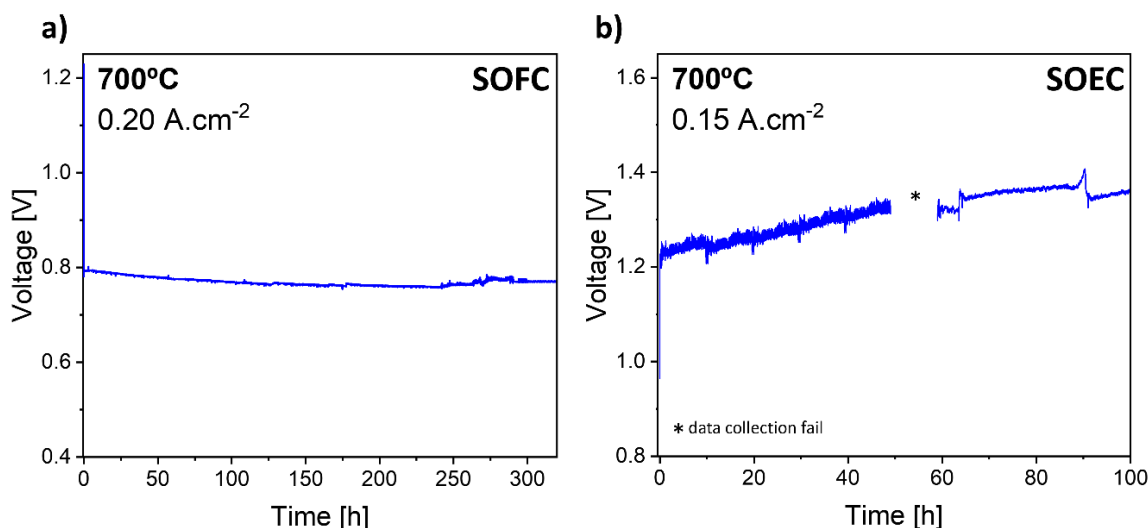 a)
700ºC
SOFC
0.20 A.cm-2
1.2
1.0
0.8
0.6
0.4
Voltage [V]
0
50
100
150
200
250
300
Time [h]
b)
700ºC
SOEC
0.15 A.cm-2
1.6
1.4
1.2
1.0
0.8
Voltage [V]
*
* data collection fail
0
20
40
60
80
100
Time [h]